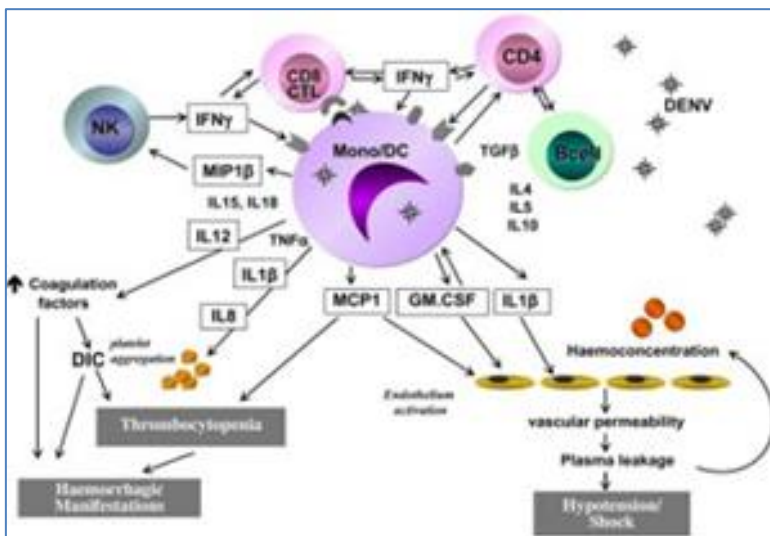 CD8
CTL
IFNγ
CD4
DENV
NK
IFNγ
Mono/DC
TGFβ
Bcell
MIP1β
IL15, IL18
IL4
IL5
IL10
IL12
TNFα
IL1β
Coagulation
factors
IL8
MCP1
GM.CSF
IL1β
DIC
platelet
aggregation
Haemoconcentration
Endothelium
activation
Thrombocytopenia
vascular permeability
Plasma leakage
Haemorrhagic
Manifestations
Hypotension/
Shock